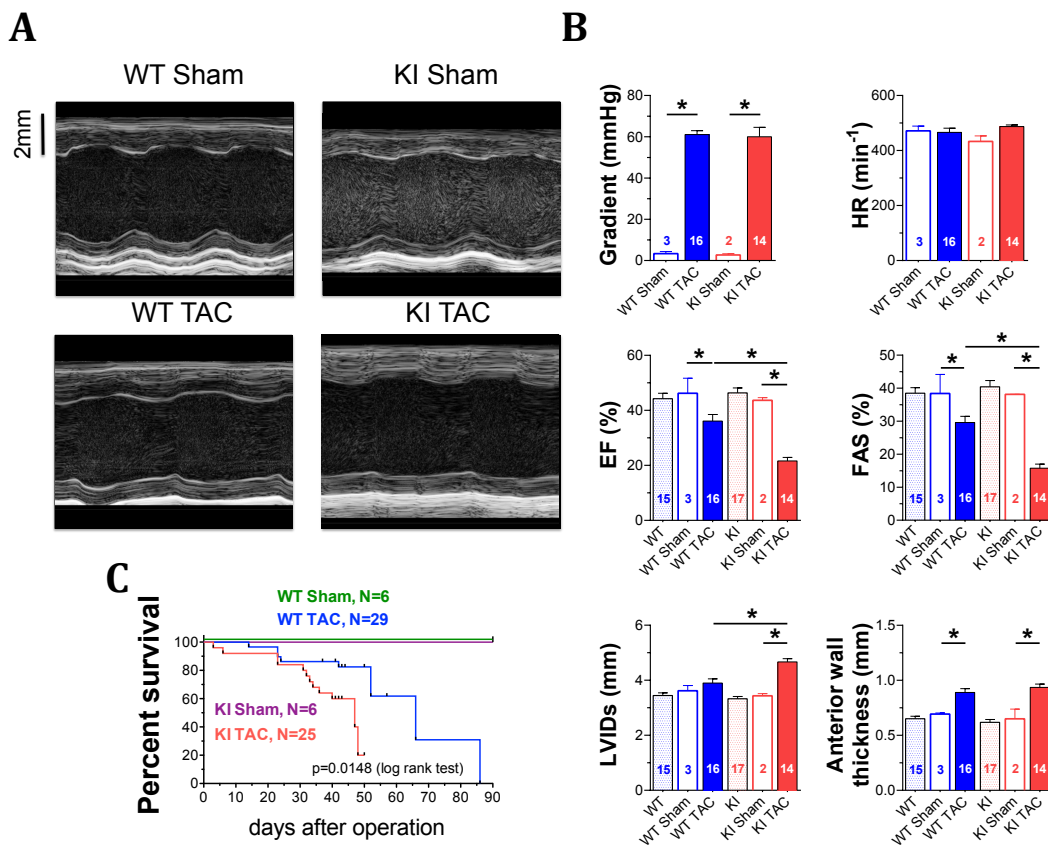 A
WT Sham
KI Sham
2mm
WT TAC
KI TAC
B
Gradient (mmHg)
80
60
40
20
0
*
*
3
16
2
14
WT Sham
WT TAC
KI Sham
KI TAC
HR (min⁻¹)
600
400
200
0
3
16
2
14
WT Sham
WT TAC
KI Sham
KI TAC
EF (%)
60
40
20
0
*
*
*
15
3
16
17
2
14
WT
WT Sham
WT TAC
KI
KI Sham
KI TAC
FAS (%)
50
40
30
20
10
0
*
*
*
15
3
16
17
2
14
WT
WT Sham
WT TAC
KI
KI Sham
KI TAC
C
WT Sham, N=6
WT TAC, N=29
Percent survival
100
80
60
40
20
0
KI Sham, N=6
KI TAC, N=25
p=0.0148 (log rank test)
0 10 20 30 40 50 60 70 80 90
days after operation
LVIDs (mm)
6
4
2
0
*
*
15
3
16
17
2
14
WT
WT Sham
WT TAC
KI
KI Sham
KI TAC
Anterior wall
thickness (mm)
1.5
1.0
0.5
0.0
*
*
15
3
16
17
2
14
WT
WT Sham
WT TAC
KI
KI Sham
KI TAC